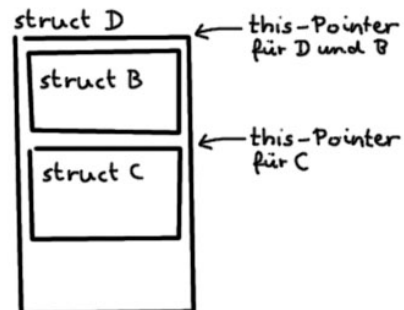 struct D
this-Pointer
für D und B
struct B
this-Pointer
für C
struct C